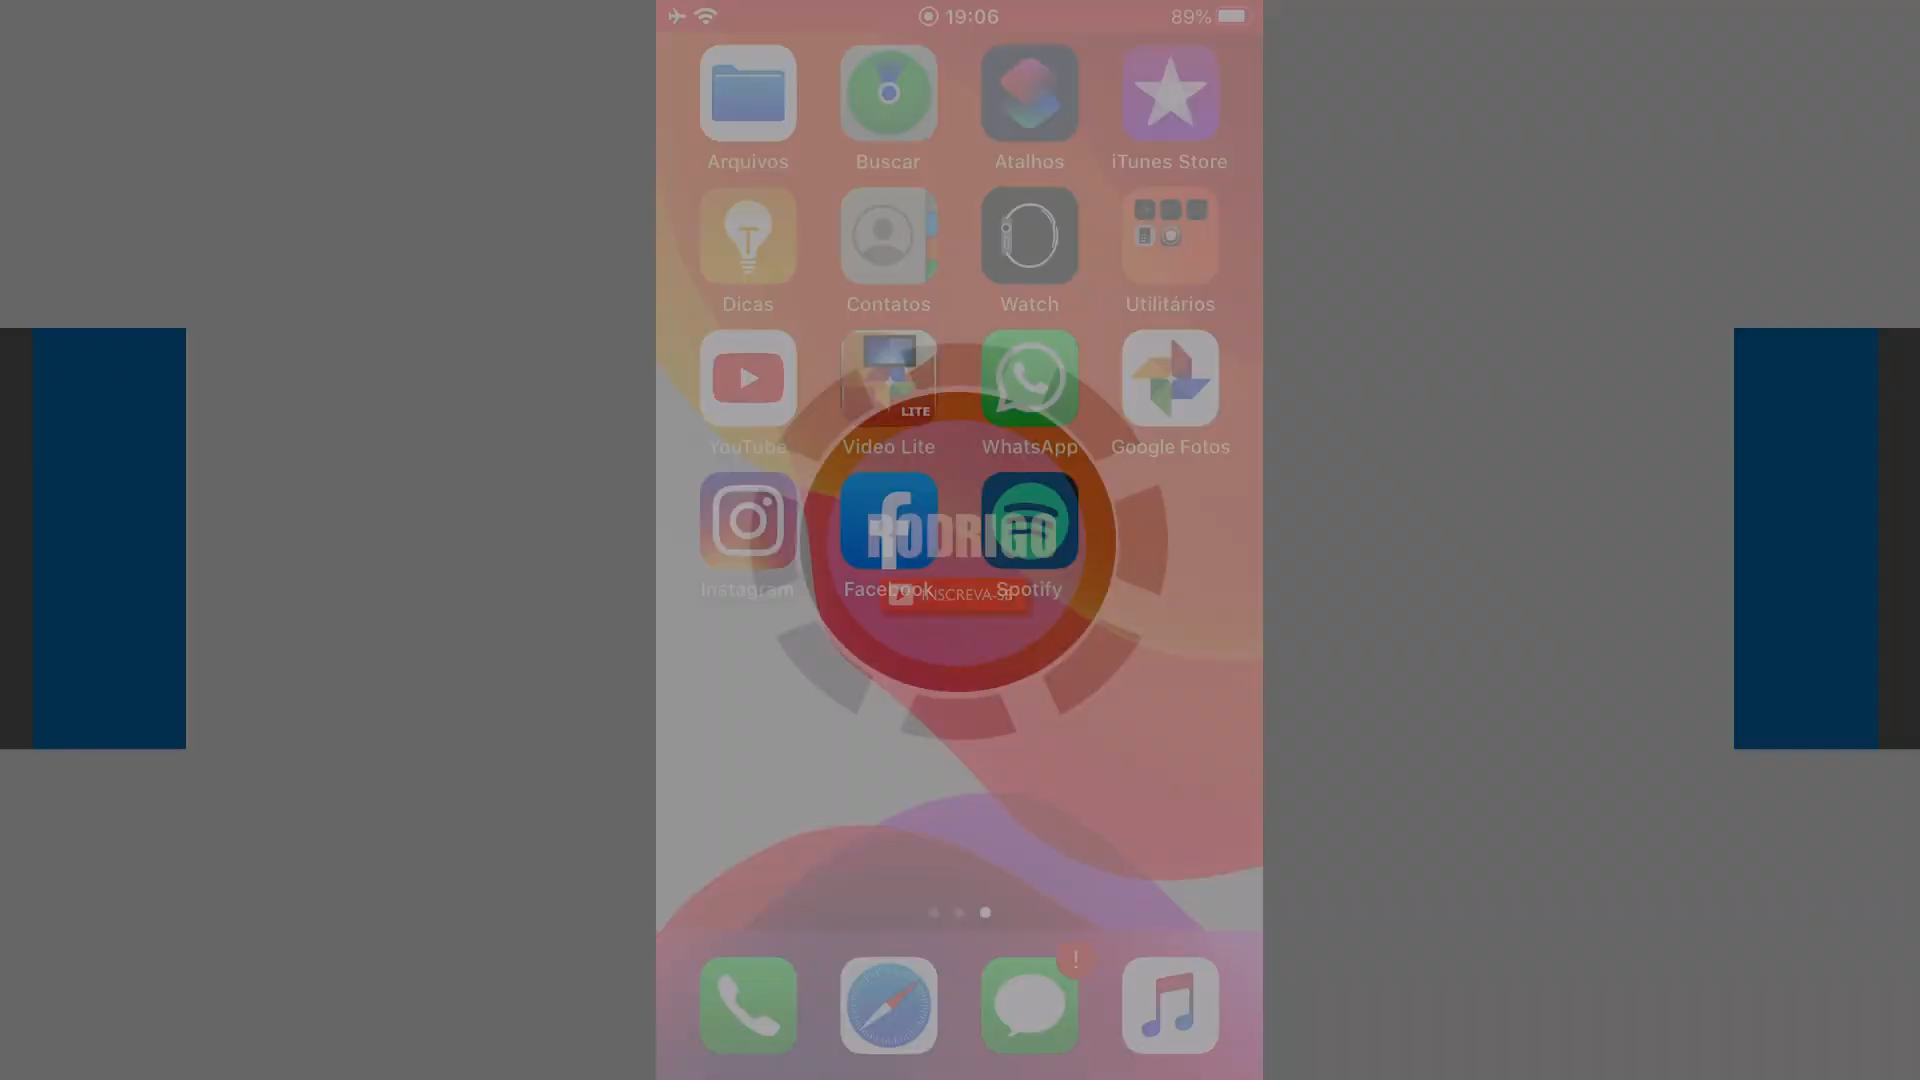 19:06 89%
Arquivos Buscar Atalhos iTunes Store
Dicas Contatos Watch Utilitários
LITE
YouTube Video Lite WhatsApp Google Fotos
RODRIGO
Instagram Facebook Spotify
INSCREVA-SE
!